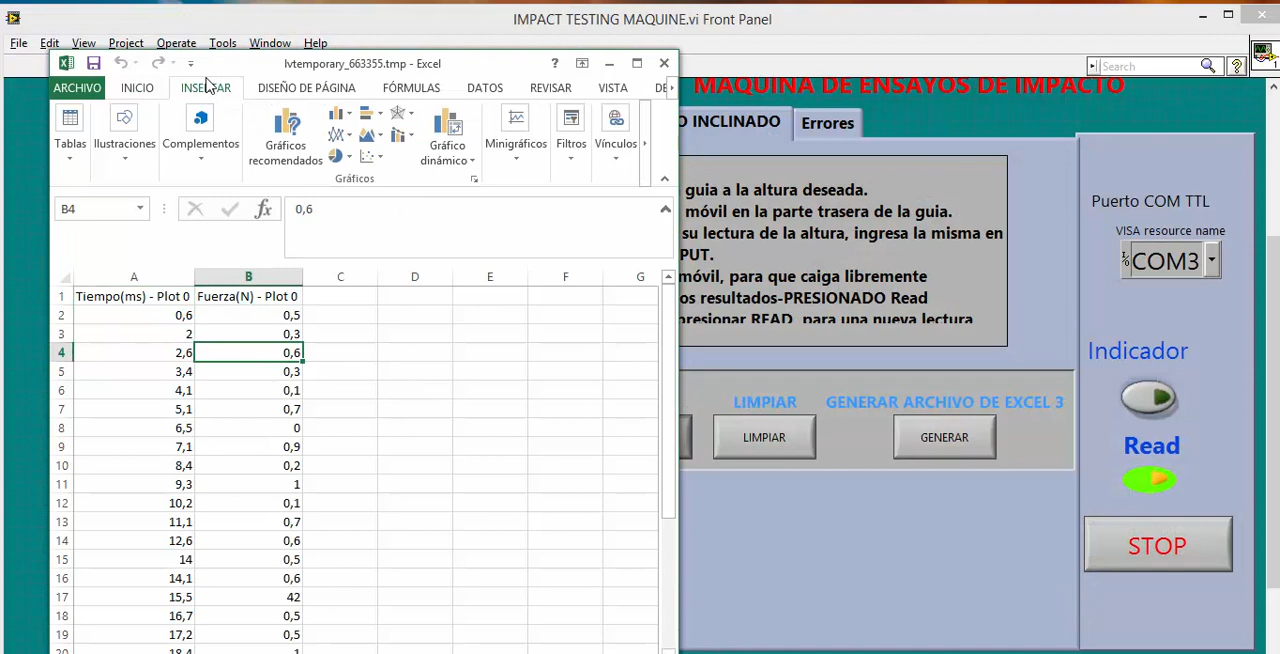 IMPACT TESTING MAQUINE.vi Front Panel
File Edit View Project Operate Tools Window Help
Search
lvtemporary_663355.tmp - Excel
ARCHIVO INICIO INSERTAR DISEÑO DE PÁGINA FÓRMULAS DATOS REVISAR VISTA DE
Tablas
Ilustraciones
Complementos
Gráficos recomendados
Gráfico dinámico
Minigráficos
Filtros
Vínculos
Gráficos
B4
fx
0,6
A B C D E F G
1 Tiempo(ms) - Plot 0 Fuerza(N) - Plot 0
2 0,6 0,5
3 2 0,3
4 2,6 0,6
5 3,4 0,3
6 4,1 0,1
7 5,1 0,7
8 6,5 0
9 7,1 0,9
10 8,4 0,2
11 9,3 1
12 10,2 0,1
13 11,1 0,7
14 12,6 0,6
15 14 0,5
16 14,1 0,6
17 15,5 42
18 16,7 0,5
19 17,2 0,5
20 18,4 1
MAQUINA DE ENSAYOS DE IMPACTO
O INCLINADO
Errores
guia a la altura deseada.
móvil en la parte trasera de la guia.
su lectura de la altura, ingresa la misma en
PUT.
móvil, para que caiga libremente
os resultados-PRESIONADO Read
presionar READ, para una nueva lectura
LIMPIAR
GENERAR ARCHIVO DE EXCEL 3
LIMPIAR
GENERAR
Puerto COM TTL
VISA resource name
COM3
Indicador
Read
STOP